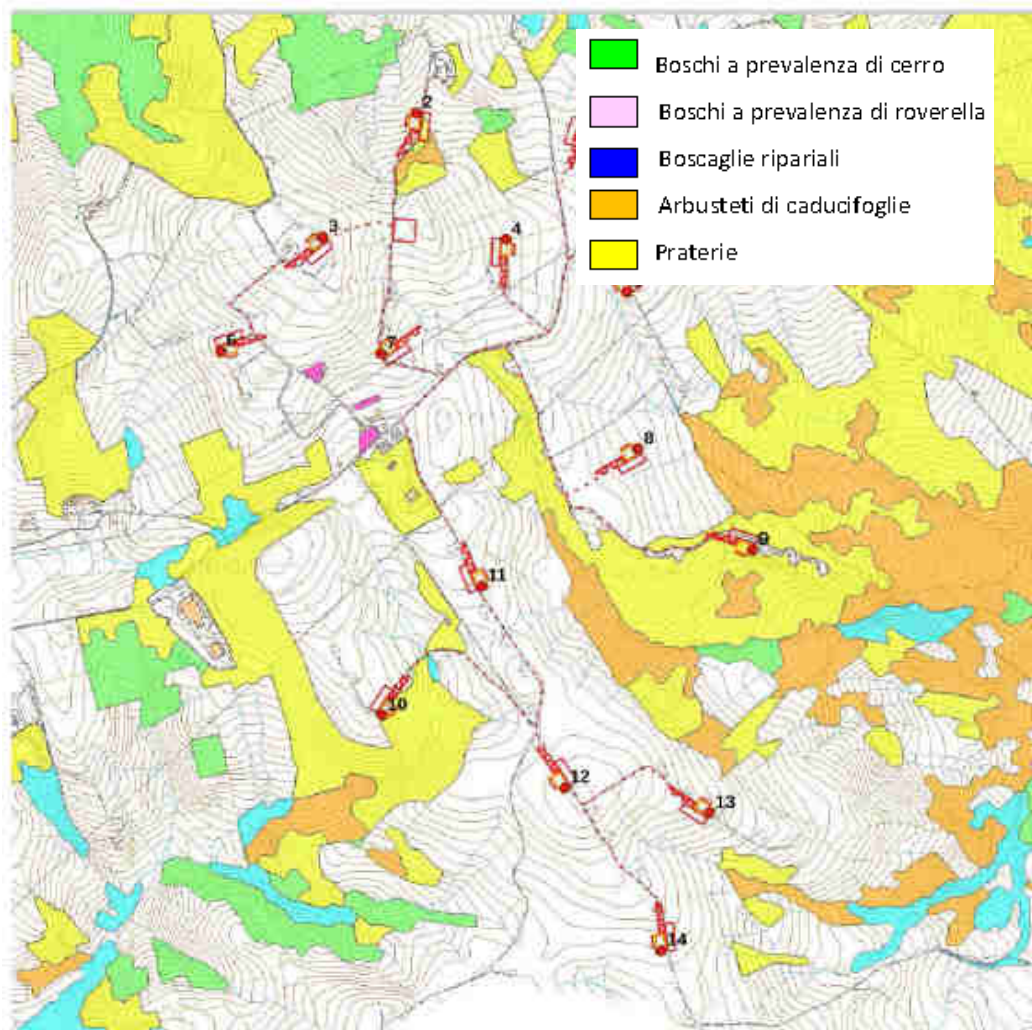 Boschi a prevalenza di cerro
Boschi a prevalenza di roverella
Boscaglie ripariali
Arbusteti di caducifoglie
Praterie
2
3
4
7
8
9
11
10
12
13
14